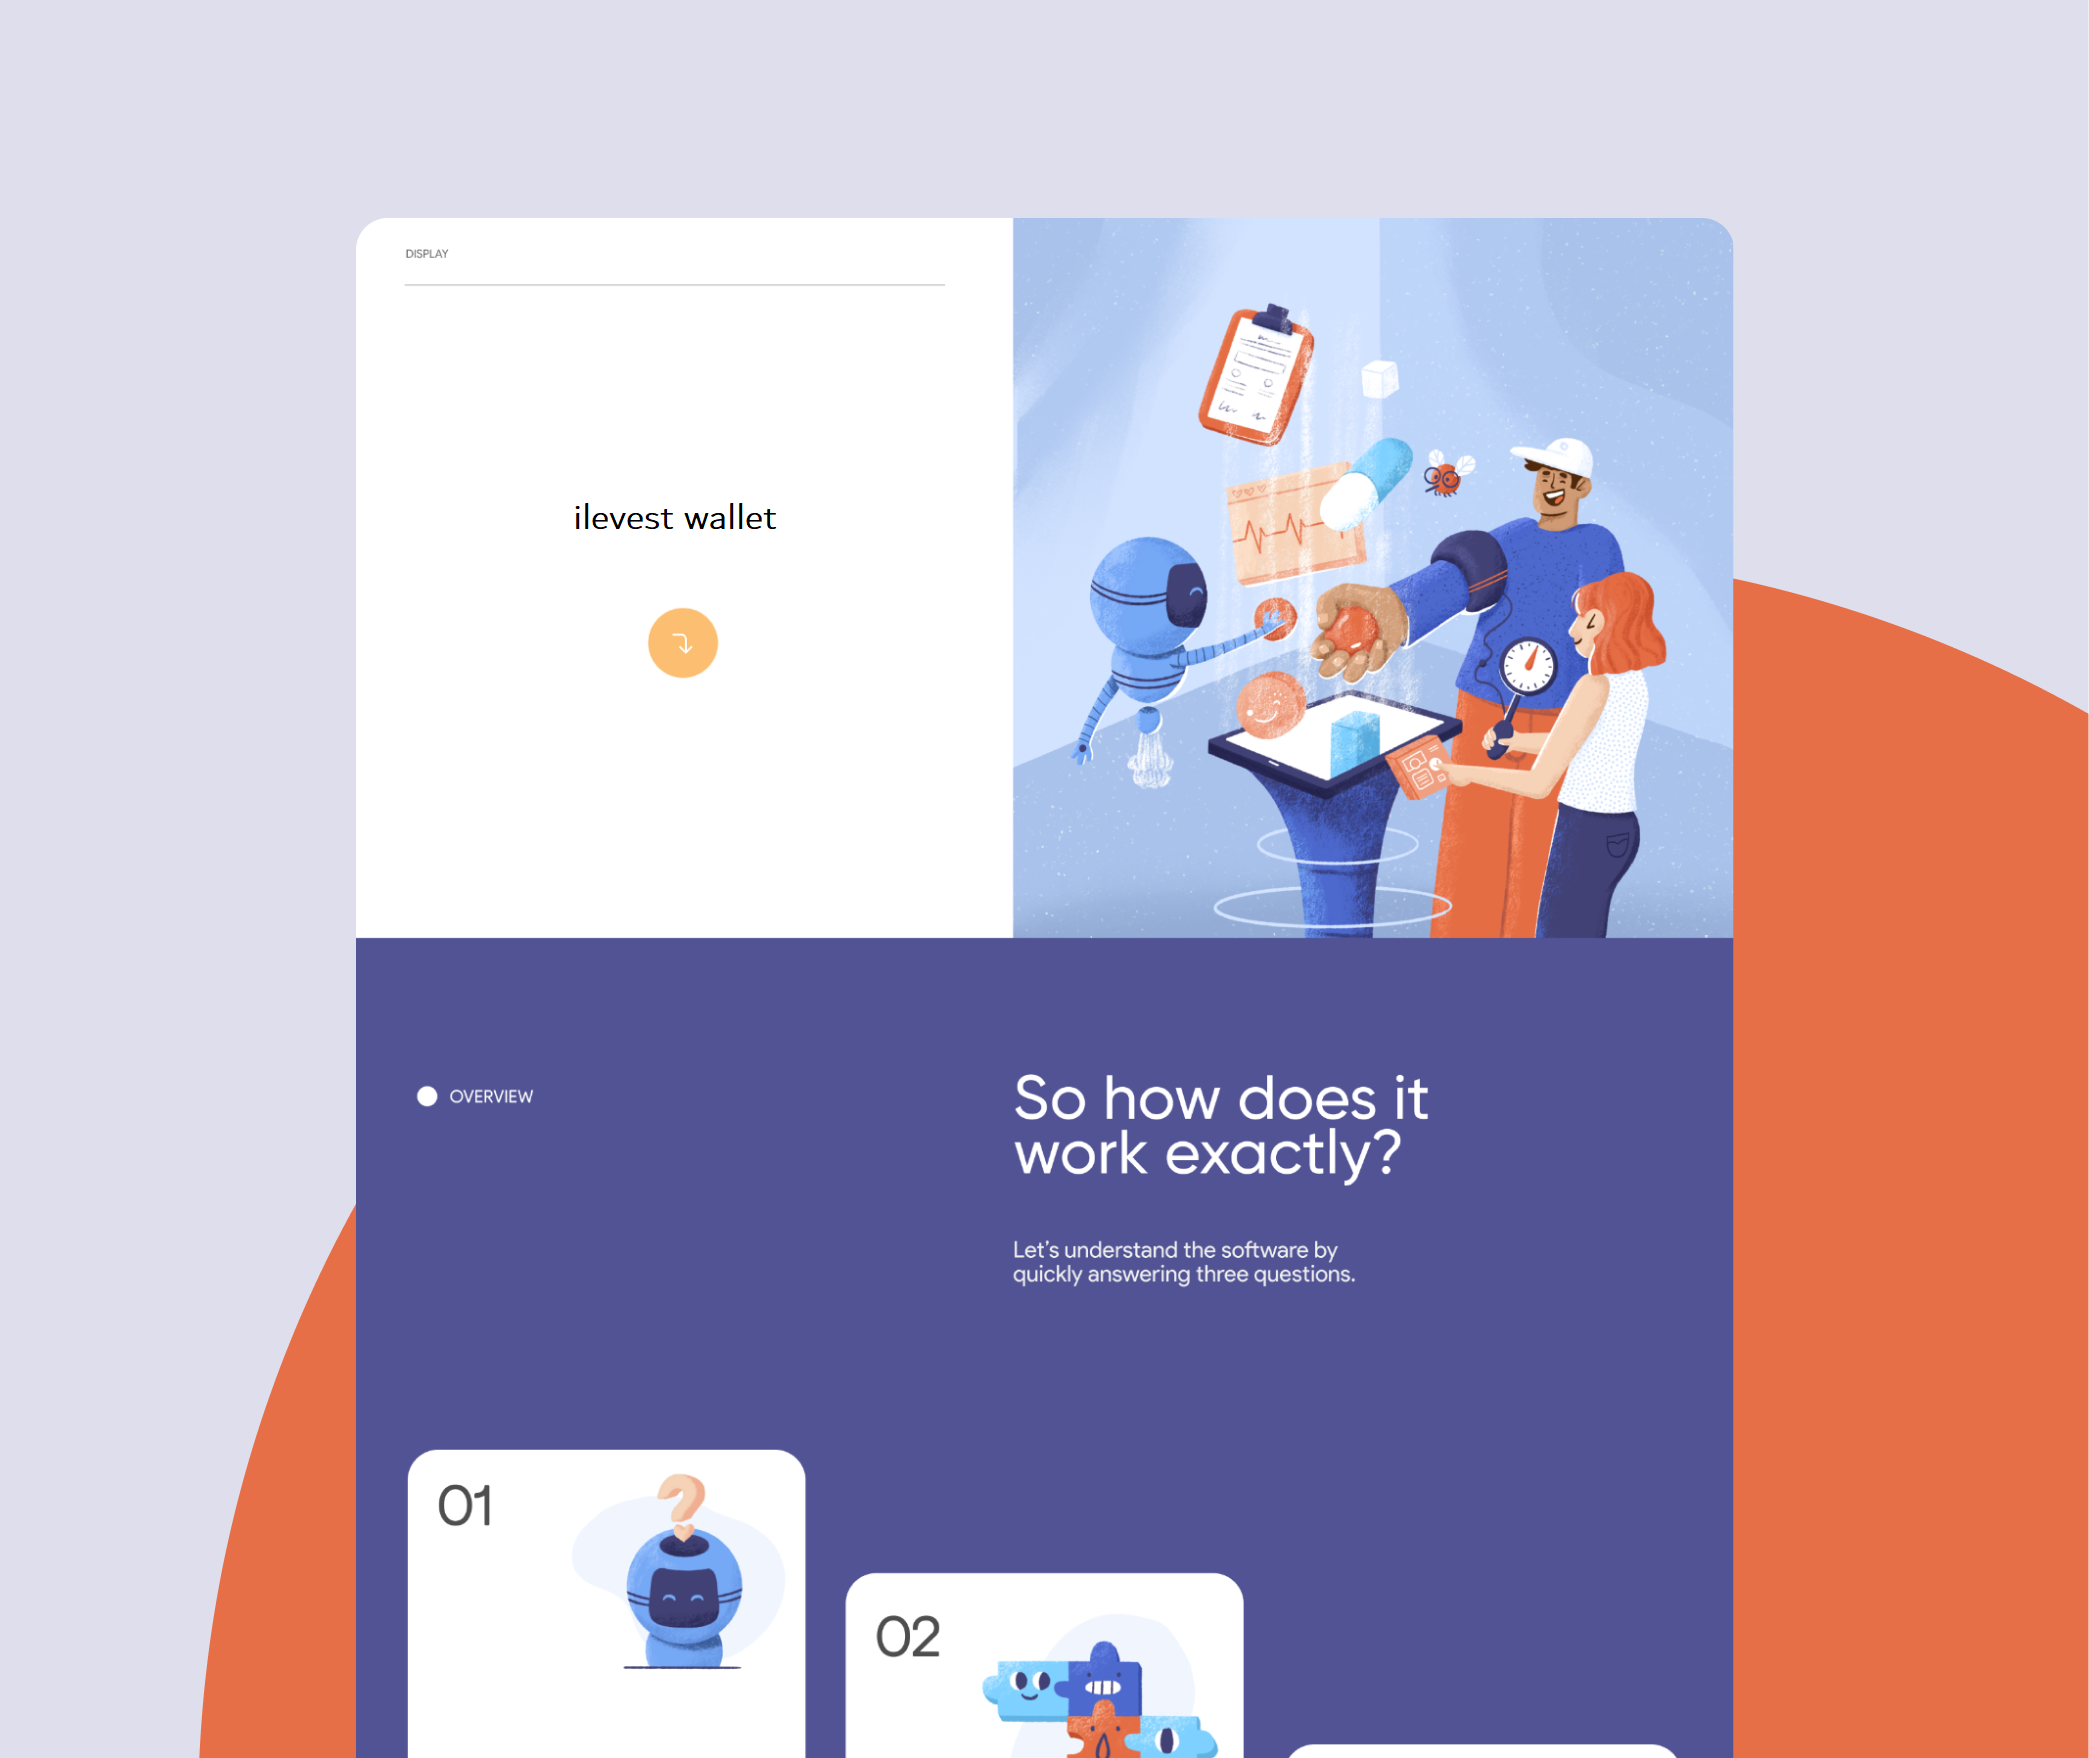 DISPLAY
ilevest wallet
OVERVIEW
So how does it
work exactly?
Let's understand the software by
quickly answering three questions.
01
02